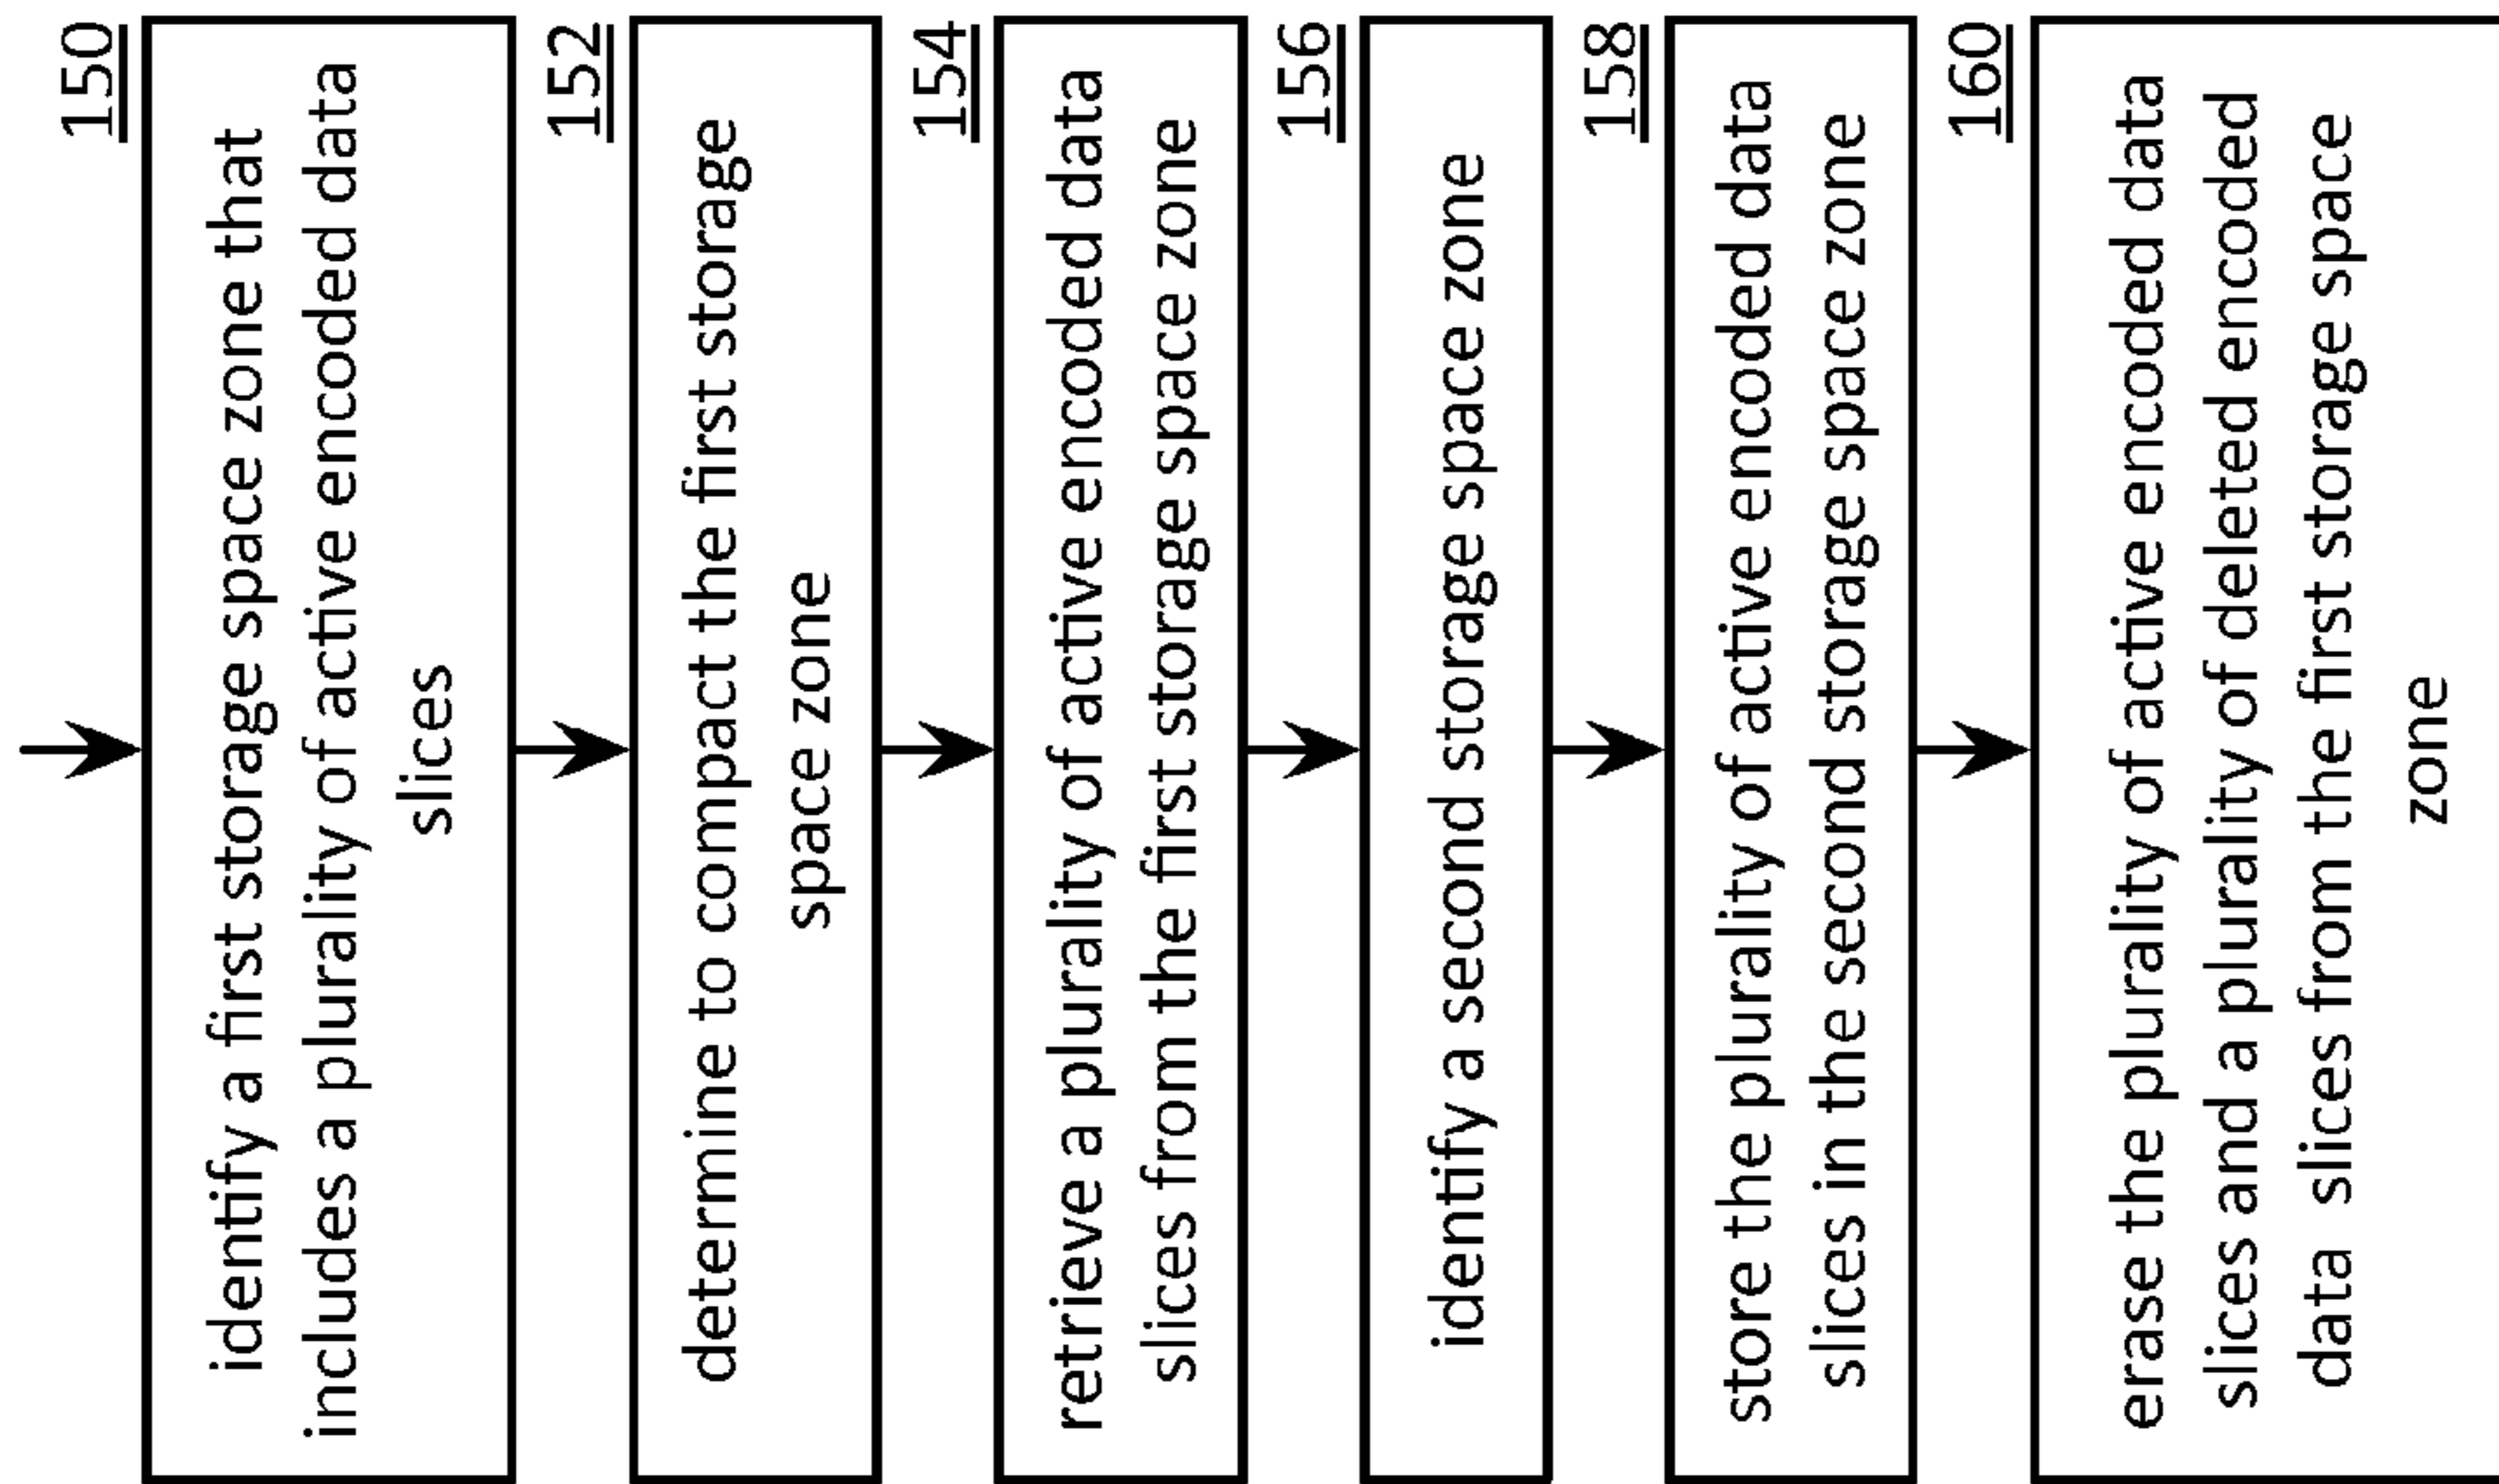 150
identify a first storage space zone that
includes a plurality of active encoded data
slices
152
determine to compact the first storage
space zone
154
retrieve a plurality of active encoded data
slices from the first storage space zone
156
identify a second storage space zone
158
store the plurality of active encoded data
slices in the second storage space zone
160
erase the plurality of active encoded data
slices and a plurality of deleted encoded
data slices from the first storage space
zone